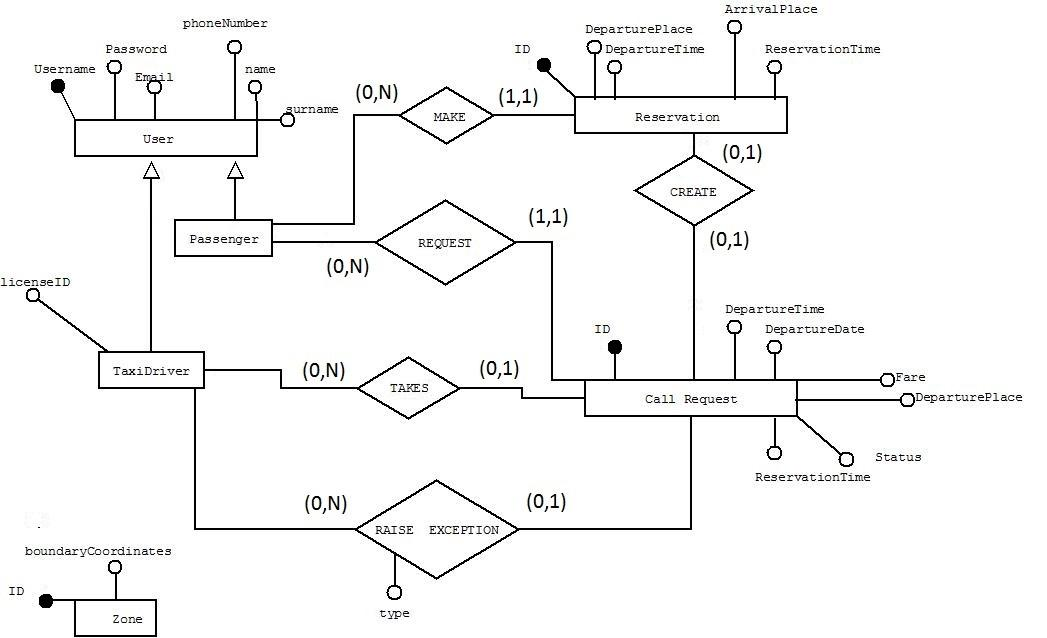 ArrivalPlace
phoneNumber
DeparturePlace
Password
ID
DepartureTime
ReservationTime
Username
Email
name
(0,N)
(1,1)
surname
MAKE
Reservation
User
(0,1)
CREATE
(1,1)
Passenger
REQUEST
(0,1)
(0,N)
licenseID
DepartureTime
ID
DepartureDate
TaxiDriver
(0,N)
(0,1)
Fare
TAKES
Call Request
DeparturePlace
Status
ReservationTime
(0,N)
(0,1)
RAISE EXCEPTION
boundaryCoordinates
ID
type
Zone